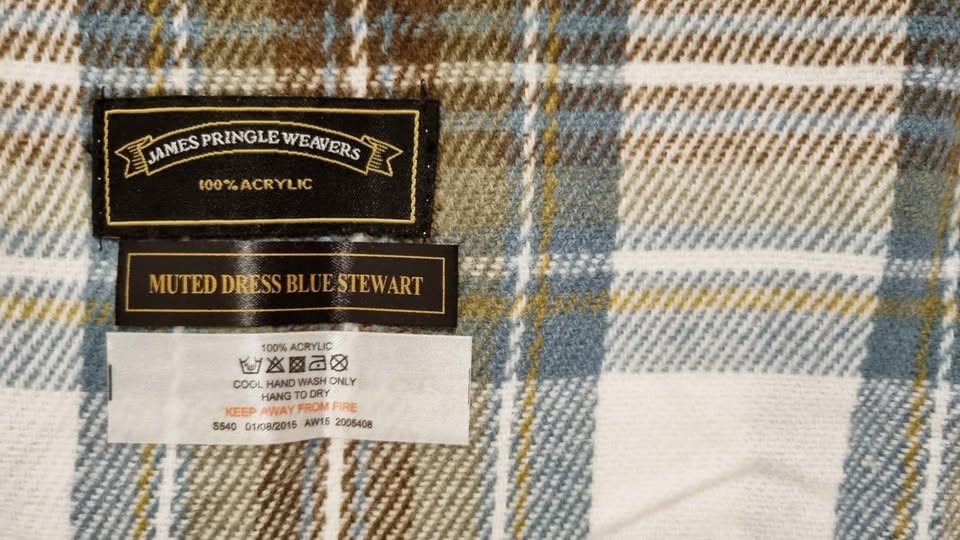 JAMES PRINGLE WEAVERS
100% ACRYLIC
MUTED DRESS BLUE STEWART
100% ACRYLIC
COOL HAND WASH ONLY
HANG TO DRY
KEEP AWAY FROM FIRE
S540 01/08/2015 AW15 2005408